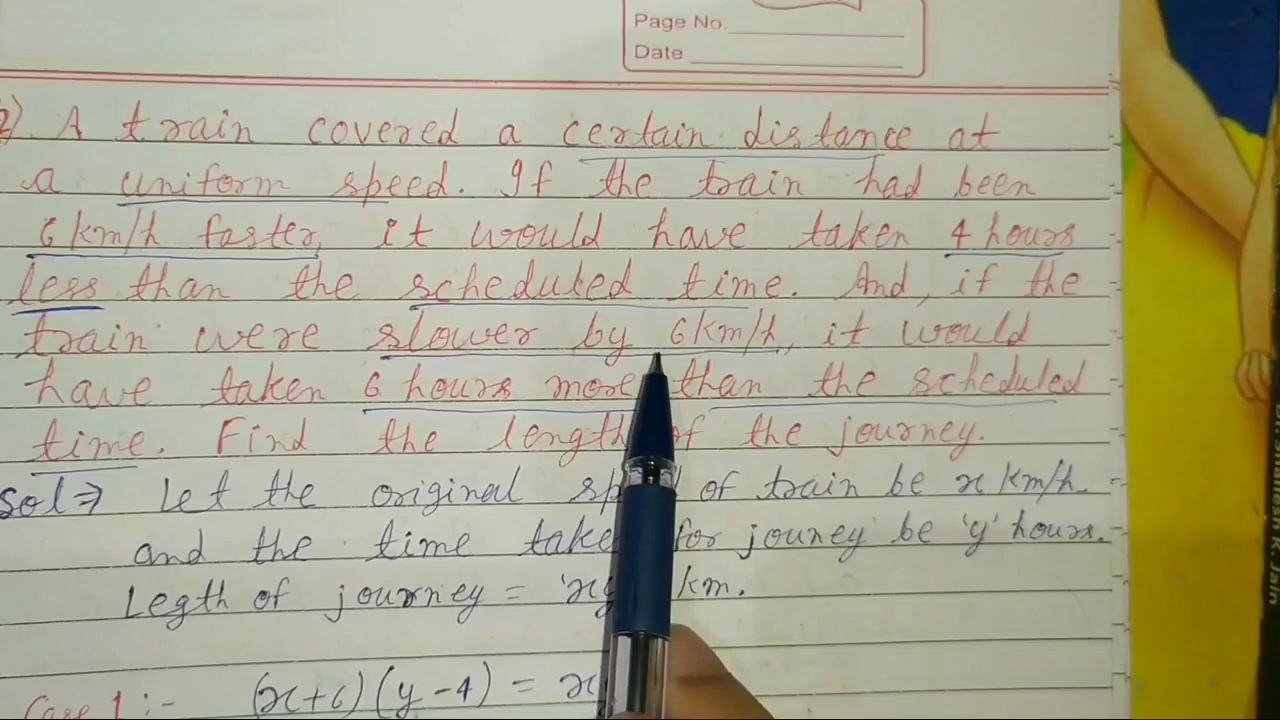 Page No.
Date
2). A train covered a certain distance at
a uniform speed. If the train had been
6 km/h faster, it would have taken 4 hours
less than the scheduled time. And, if the
train were slower by 6 km/h, it would
have taken 6 hours more than the scheduled
time. Find the length of the journey.
Sol ⇒ Let the original of train be x km/h.
and the time for jouney be 'y' hours.
Legth of journey = km.
Case 1 :- (x+6)(y-4) =
Jain